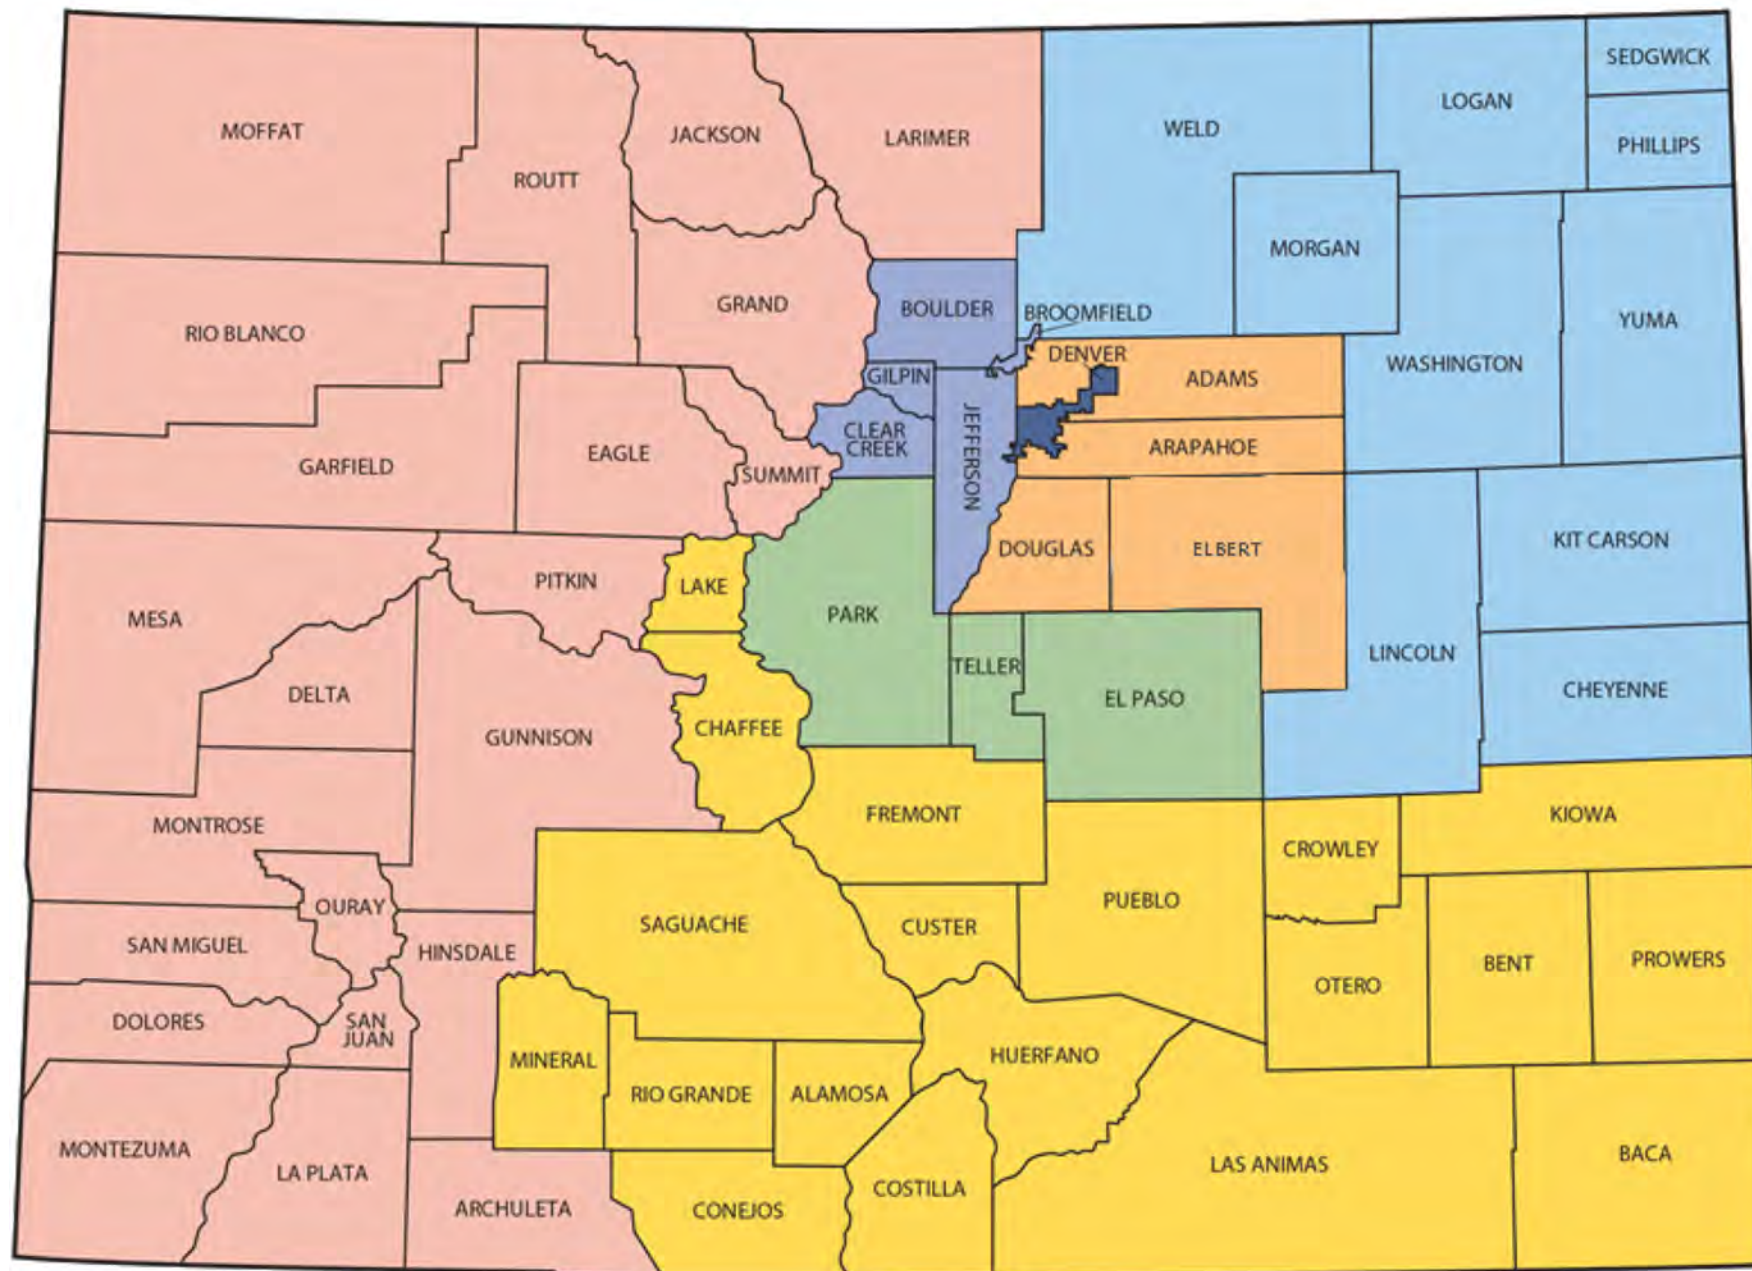 SEDGWICK
LOGAN
MOFFAT
JACKSON
LARIMER
WELD
PHILLIPS
ROUTT
MORGAN
GRAND
BOULDER
BROOMFIELD
YUMA
RIO BLANCO
DENVER
WASHINGTON
GILPIN
ADAMS
JEFFERSON
CLEAR
CREEK
ARAPAHOE
EAGLE
GARFIELD
SUMMIT
KIT CARSON
DOUGLAS
ELBERT
PITKIN
LAKE
PARK
MESA
LINCOLN
TELLER
CHEYENNE
DELTA
EL PASO
CHAFFEE
GUNNISON
FREMONT
KIOWA
MONTROSE
CROWLEY
PUEBLO
OURAY
SAGUACHE
CUSTER
SAN MIGUEL
HINSDALE
BENT
PROWERS
OTERO
DOLORES
SAN
JUAN
MINERAL
HUERFANO
RIO GRANDE
ALAMOSA
MONTEZUMA
LA PLATA
LAS ANIMAS
BACA
COSTILLA
ARCHULETA
CONEJOS